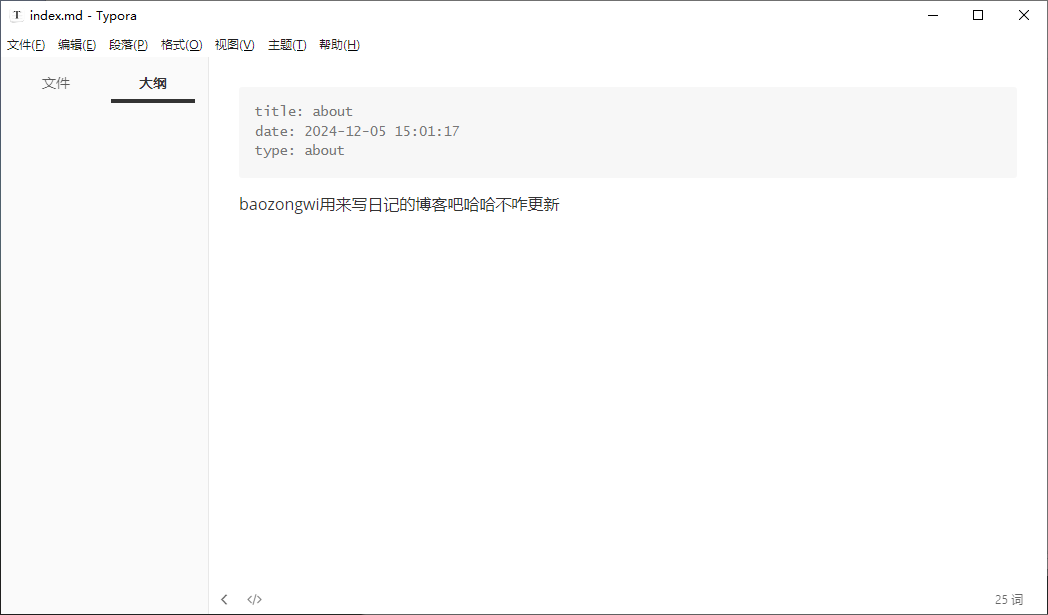 index.md - Typora
文件(F) 编辑(E) 段落(P) 格式(O) 视图(V) 主题(T) 帮助(H)
文件 大纲
title: about
date: 2024-12-05 15:01:17
type: about
baozongwi用来写日记的博客吧哈哈不咋更新
25 词